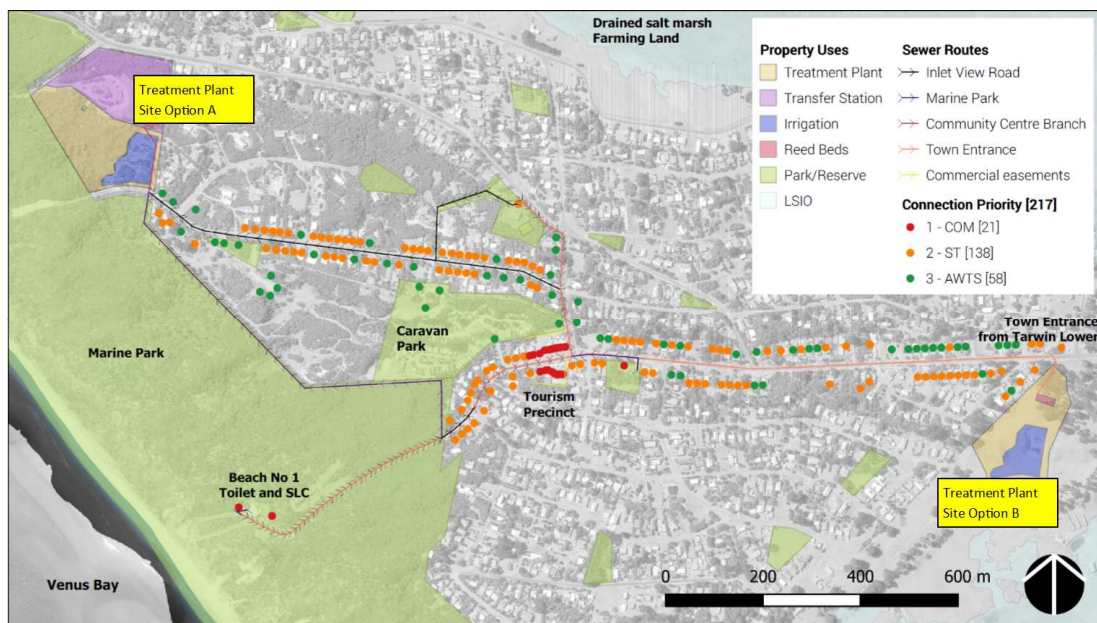 Drained salt marsh
Farming Land
Treatment Plant
Site Option A
Property Uses
Treatment Plant
Transfer Station
Irrigation
Reed Beds
Park/Reserve
LSIO
Sewer Routes
Inlet View Road
Marine Park
Community Centre Branch
Town Entrance
Commercial easements
Connection Priority [217]
1 - COM [21]
2 - ST [138]
3 - AWTS [58]
Marine Park
Caravan
Park
Town Entrance
from Tarwin Lower
Tourism
Precinct
Beach No 1
Toilet and SLC
Treatment Plant
Site Option B
Venus Bay
0 200 400 600 m